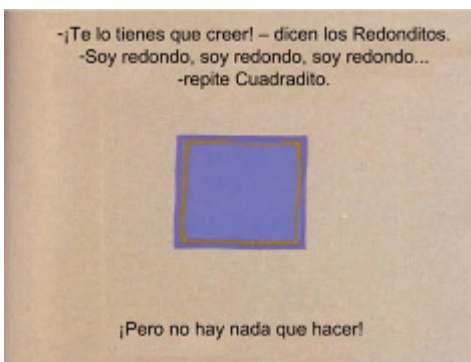 -¡Te lo tienes que creer! – dicen los Redonditos.
-Soy redondo, soy redondo, soy redondo...
-repite Cuadradito.
¡Pero no hay nada que hacer!